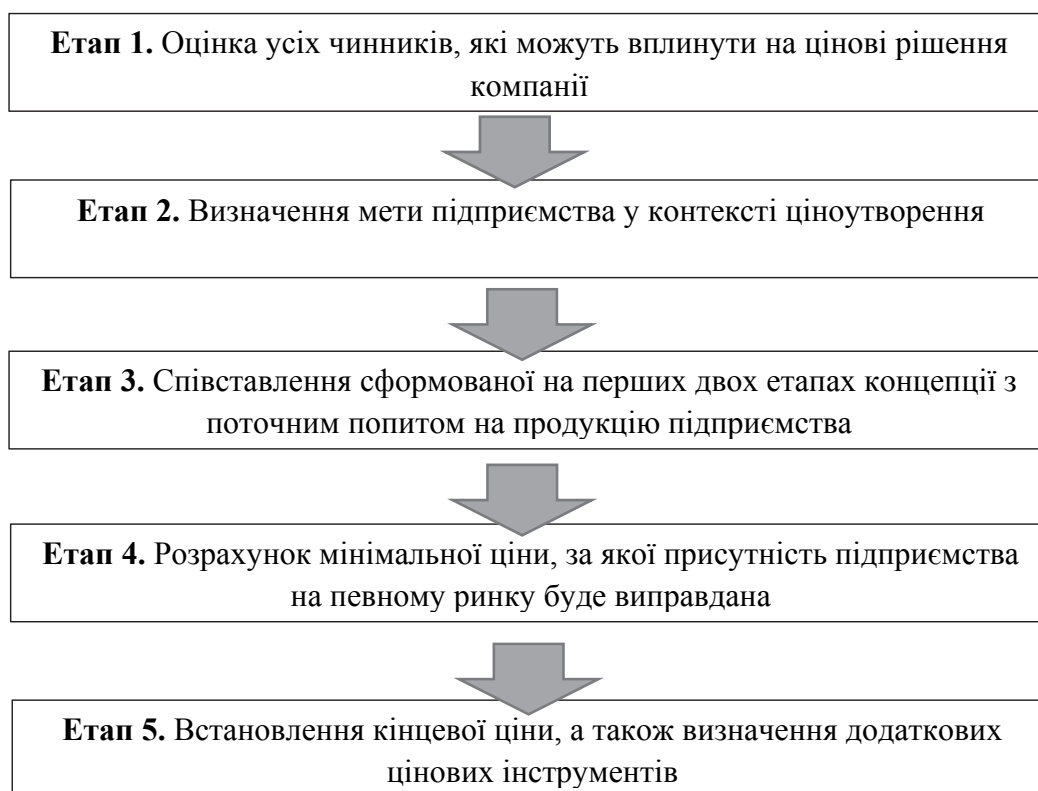 Етап 1. Оцінка усіх чинників, які можуть вплинути на цінові рішення
компанії
Етап 2. Визначення мети підприємства у контексті ціноутворення
Етап 3. Співставлення сформованої на перших двох етапах концепції з
поточним попитом на продукцію підприємства
Етап 4. Розрахунок мінімальної ціни, за якої присутність підприємства
на певному ринку буде виправдана
Етап 5. Встановлення кінцевої ціни, а також визначення додаткових
цінових інструментів